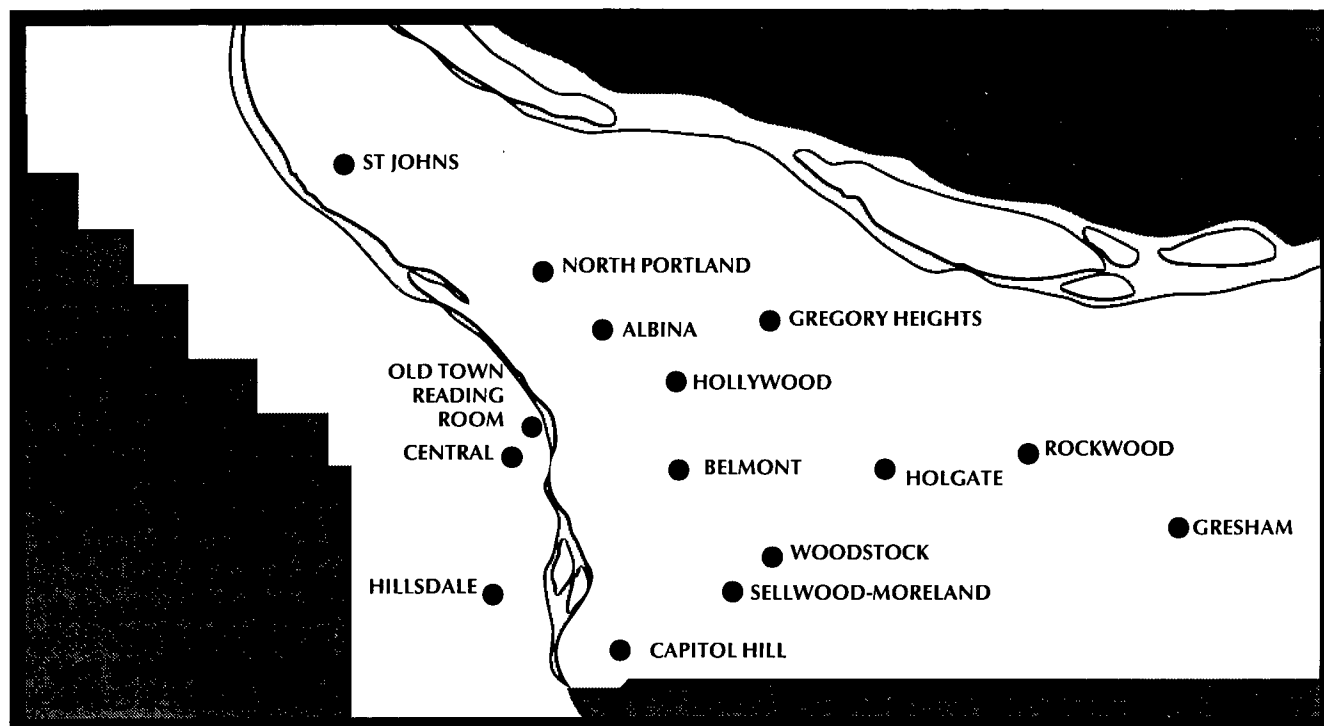 ST JOHNS
NORTH PORTLAND
GREGORY HEIGHTS
ALBINA
OLD TOWN
READING
ROOM
HOLLYWOOD
CENTRAL
BELMONT
HOLGATE
ROCKWOOD
GRESHAM
WOODSTOCK
HILLSDALE
SELLWOOD-MORELAND
CAPITOL HILL